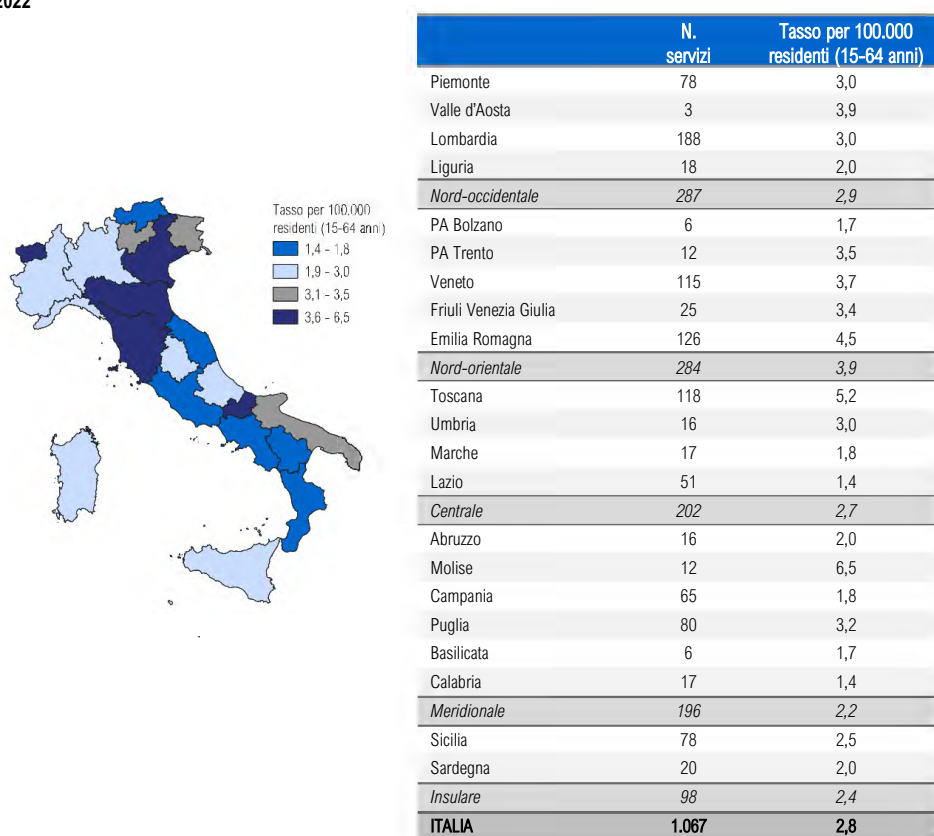 2022
Tasso per 100.000
residenti (15-64 anni)
1,4 - 1,8
1,9 - 3,0
3,1 - 3,5
3,6 - 6,5
N. servizi Tasso per 100.000 residenti (15-64 anni)
Piemonte 78 3,0
Valle d'Aosta 3 3,9
Lombardia 188 3,0
Liguria 18 2,0
Nord-occidentale 287 2,9
PA Bolzano 6 1,7
PA Trento 12 3,5
Veneto 115 3,7
Friuli Venezia Giulia 25 3,4
Emilia Romagna 126 4,5
Nord-orientale 284 3,9
Toscana 118 5,2
Umbria 16 3,0
Marche 17 1,8
Lazio 51 1,4
Centrale 202 2,7
Abruzzo 16 2,0
Molise 12 6,5
Campania 65 1,8
Puglia 80 3,2
Basilicata 6 1,7
Calabria 17 1,4
Meridionale 196 2,2
Sicilia 78 2,5
Sardegna 20 2,0
Insulare 98 2,4
ITALIA 1.067 2,8